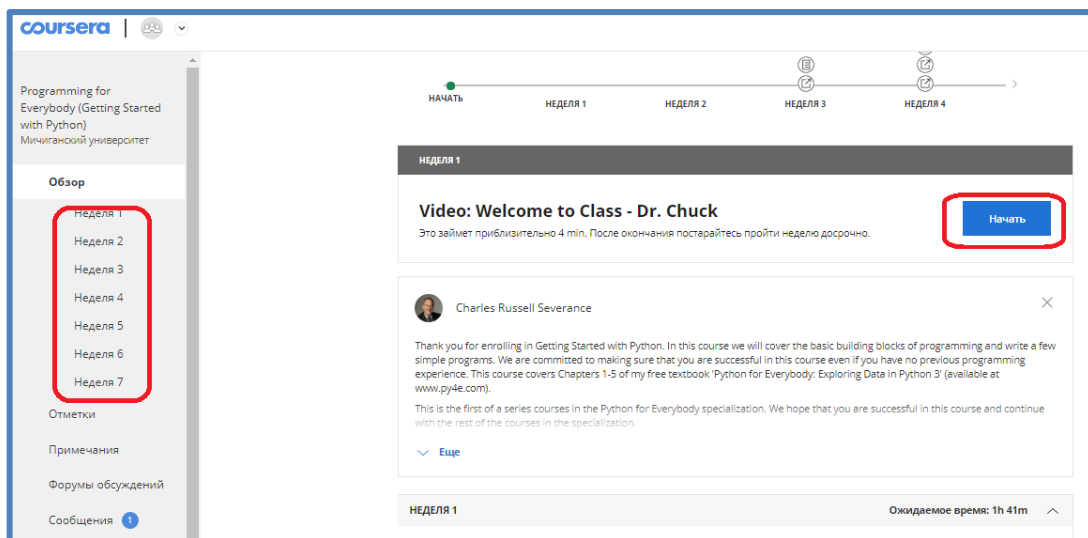 coursera
Programming for
Everybody (Getting Started
with Python)
Мичиганский университет
Обзор
Неделя 1
Неделя 2
Неделя 3
Неделя 4
Неделя 5
Неделя 6
Неделя 7
Отметки
Примечания
Форумы обсуждений
Сообщения 1
НАЧАТЬ НЕДЕЛЯ 1 НЕДЕЛЯ 2 НЕДЕЛЯ 3 НЕДЕЛЯ 4
НЕДЕЛЯ 1
Video: Welcome to Class - Dr. Chuck
Это займет приблизительно 4 min. После окончания постарайтесь пройти неделю досрочно.
Начать
Charles Russell Severance
Thank you for enrolling in Getting Started with Python. In this course we will cover the basic building blocks of programming and write a few
simple programs. We are committed to making sure that you are successful in this course even if you have no previous programming
experience. This course covers Chapters 1-5 of my free textbook 'Python for Everybody: Exploring Data in Python 3' (available at
www.py4e.com).
This is the first of a series courses in the Python for Everybody specialization. We hope that you are successful in this course and continue
with the rest of the courses in the specialization.
Еще
НЕДЕЛЯ 1 Ожидаемое время: 1h 41m